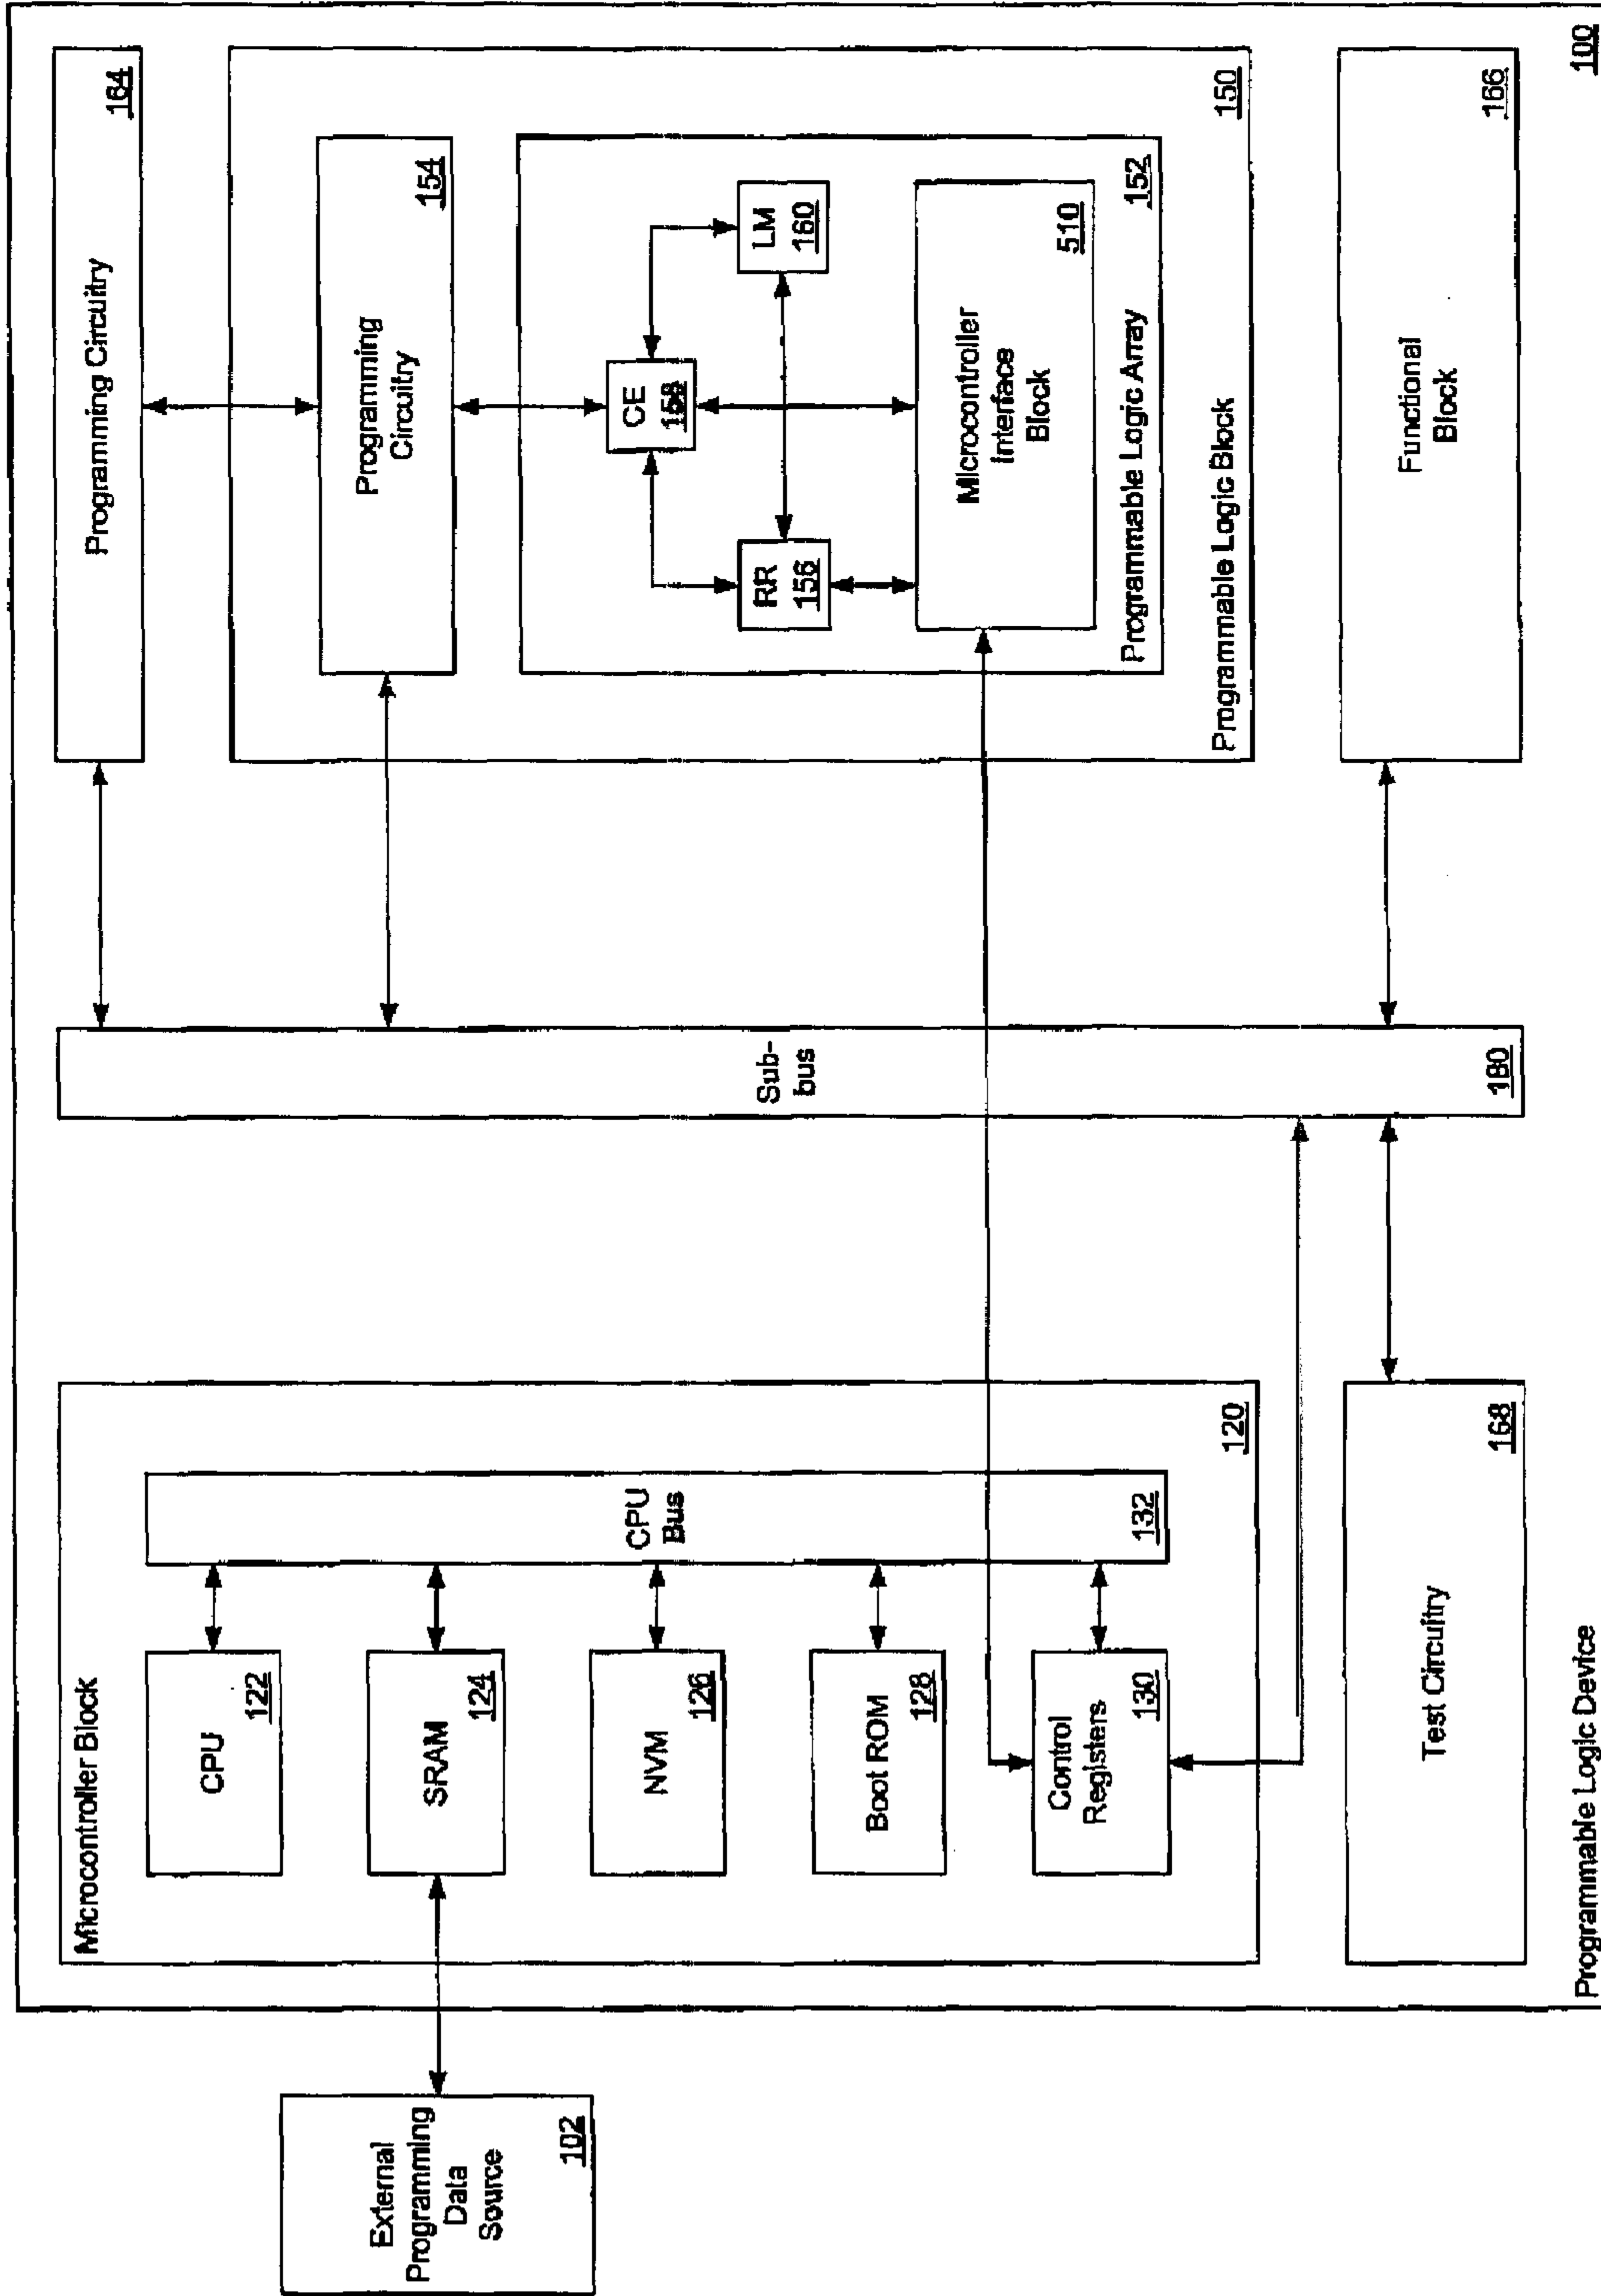 External
Programming
Data
Source
102
Microcontroller Block
CPU
122
SRAM
124
NVM
126
Boot ROM
128
Control
Registers
130
CPU
Bus
132
120
Test Circuitry
168
Programmable Logic Device
Sub-
bus
180
Programming Circuitry
164
Programming
Circuitry
154
CE
158
LM
160
RR
156
Microcontroller
Interface
Block
510
Programmable Logic Array
152
Programmable Logic Block
150
Functional
Block
166
100